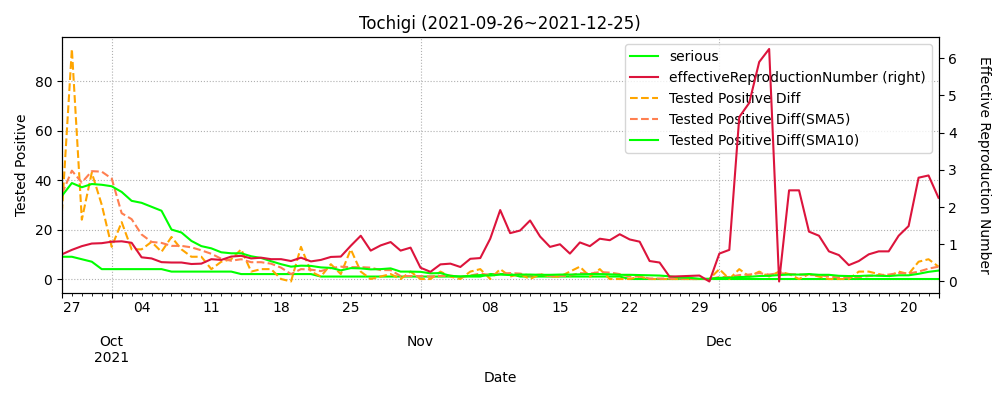 Tochigi (2021-09-26~2021-12-25)
serious
effectiveReproductionNumber (right)
Tested Positive Diff
Tested Positive Diff(SMA5)
Tested Positive Diff(SMA10)
Tested Positive
80
60
40
20
0
Effective Reproduction Number
6
5
4
3
2
1
0
27 04 11 18 25 08 15 22 29 06 13 20
Oct Nov Dec
2021
Date